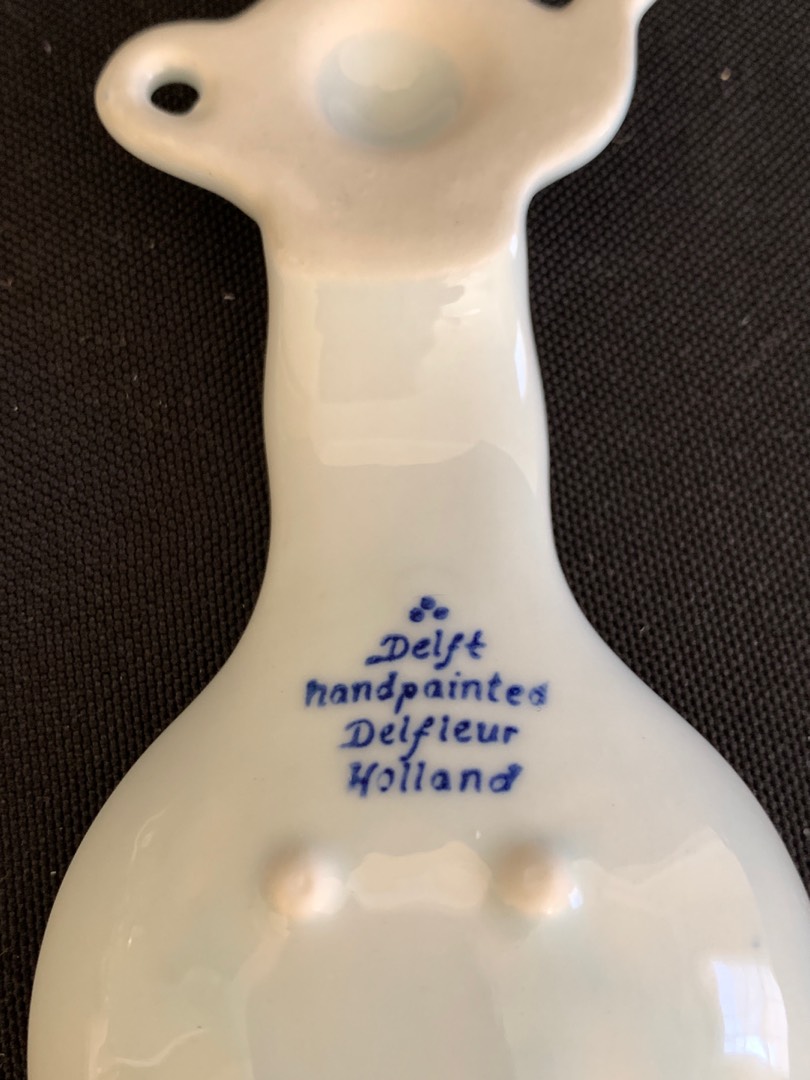 Delft
handpainted
Delfleur
Holland